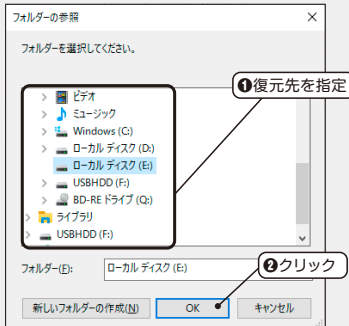 フォルダーの参照
フォルダーを選択してください。
❶復元先を指定
ビデオ
ミュージック
Windows (C:)
ローカル ディスク (D:)
ローカル ディスク (E:)
USBHDD (F:)
BD-RE ドライブ (Q:)
ライブラリ
USBHDD (F:)
フォルダー(F):
ローカル ディスク (E:)
❷クリック
新しいフォルダーの作成(N)
OK
キャンセル